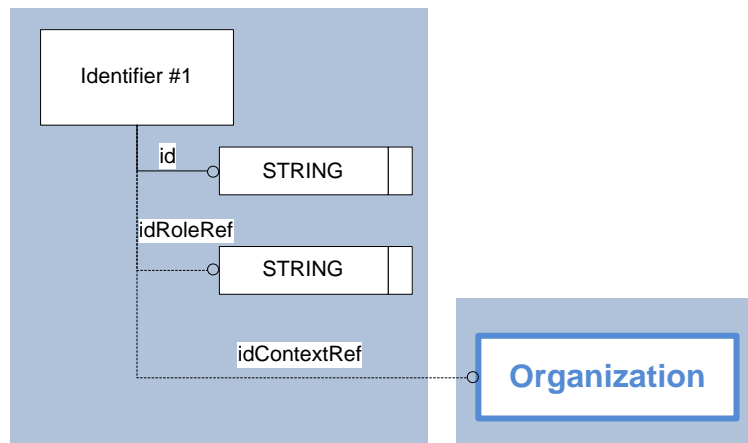 Identifier #1
id
STRING
idRoleRef
STRING
idContextRef
Organization